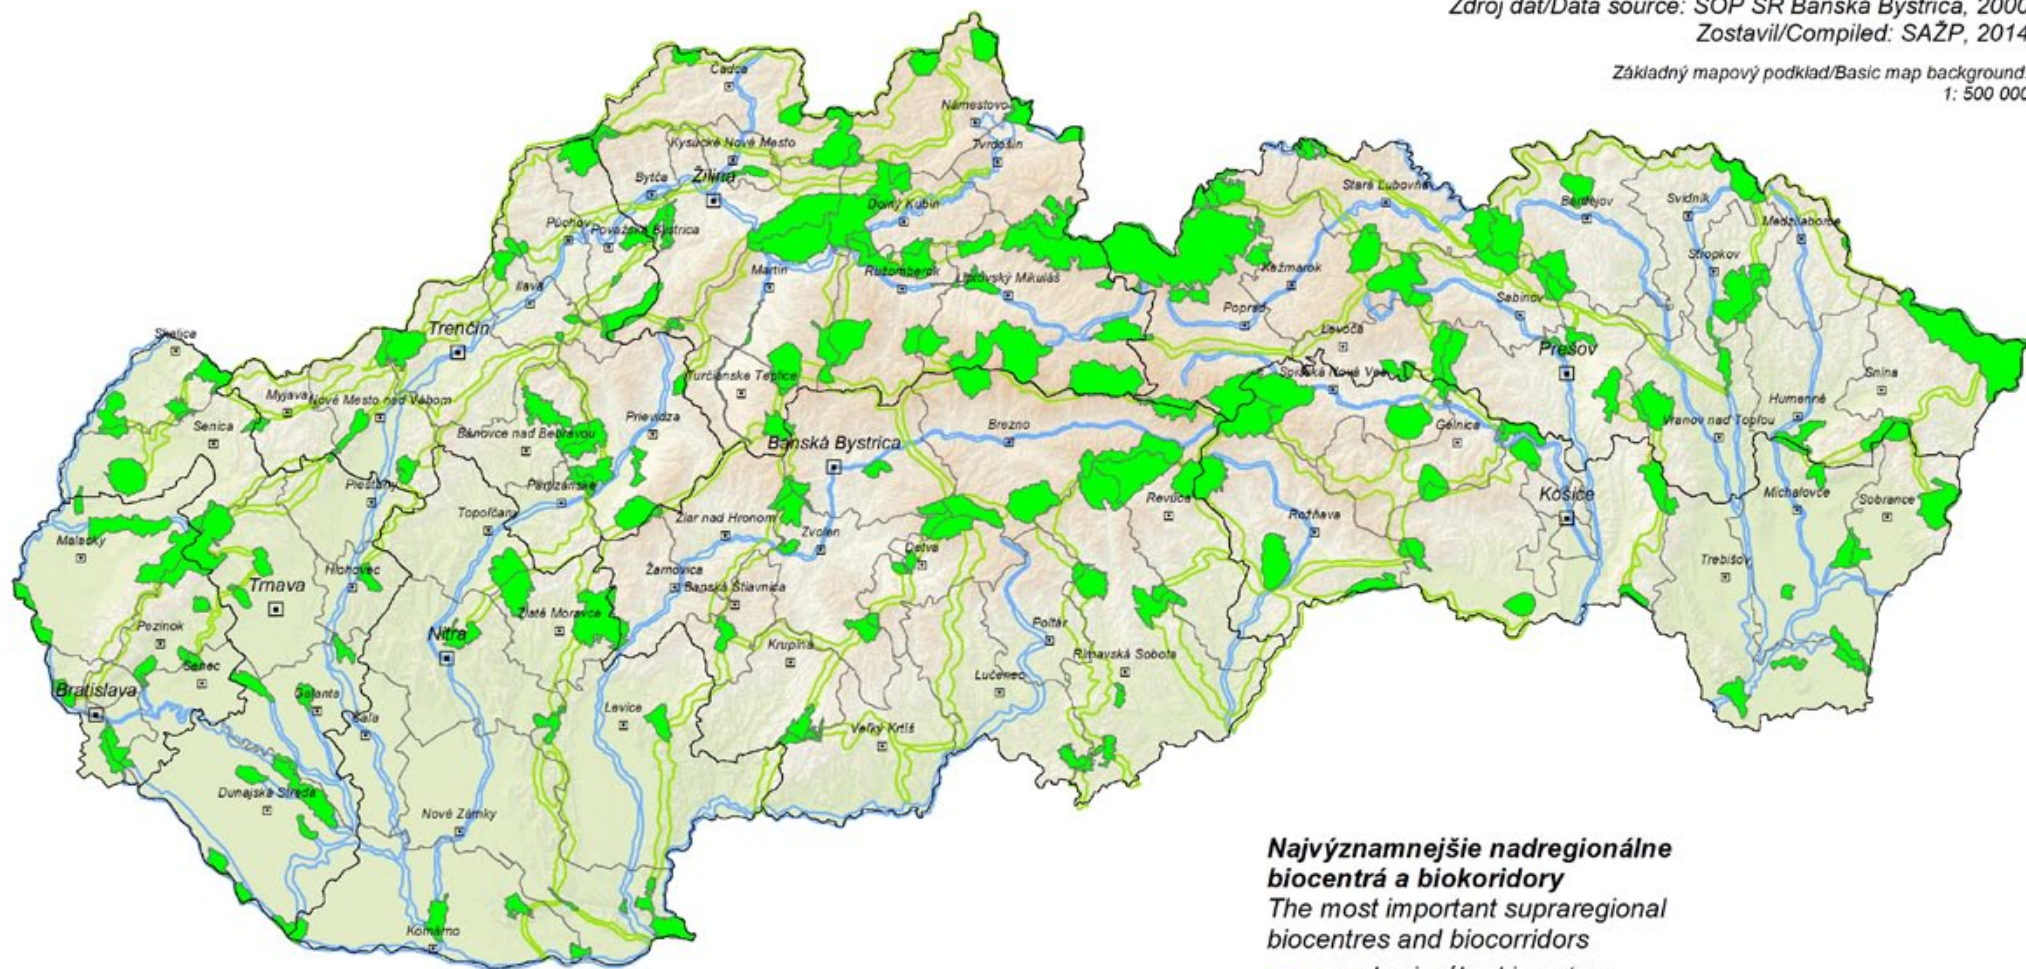 Zdroj dát/Data source: ŠOP SR Banská Bystrica, 2000
Zostavil/Compiled: SAŽP, 2014
Základný mapový podklad/Basic map background:
1: 500 000
Čadca
Námestovo
Kysucké Nové Mesto
Tvrdošín
Bytča
Žilina
Stará Ľubovňa
Dolný Kubín
Bardejov
Svidník
Medzilaborce
Púchov
Považská Bystrica
Stropkov
Martin
Ružomberok
Liptovský Mikuláš
Kežmarok
Ilava
Sabinov
Poprad
Skalica
Trenčín
Levoča
Prešov
Turčianske Teplice
Spišská Nová Ves
Snina
Myjava
Nové Mesto nad Váhom
Humenné
Senica
Prievidza
Bánovce nad Bebravou
Brezno
Gelnica
Vranov nad Topľou
Banská Bystrica
Piešťany
Partizánske
Revúca
Košice
Michalovce
Sobrance
Topoľčany
Žiar nad Hronom
Zvolen
Rožňava
Malacky
Detva
Trebišov
Hlohovec
Žarnovica
Trnava
Banská Štiavnica
Zlaté Moravce
Pezinok
Nitra
Krupina
Poltár
Rimavská Sobota
Senec
Bratislava
Galanta
Lučenec
Šaľa
Levice
Veľký Krtíš
Dunajská Streda
Nové Zámky
Komárno
Najvýznamnejšie nadregionálne
biocentrá a biokoridory
The most important supraregional
biocentres and biocorridors